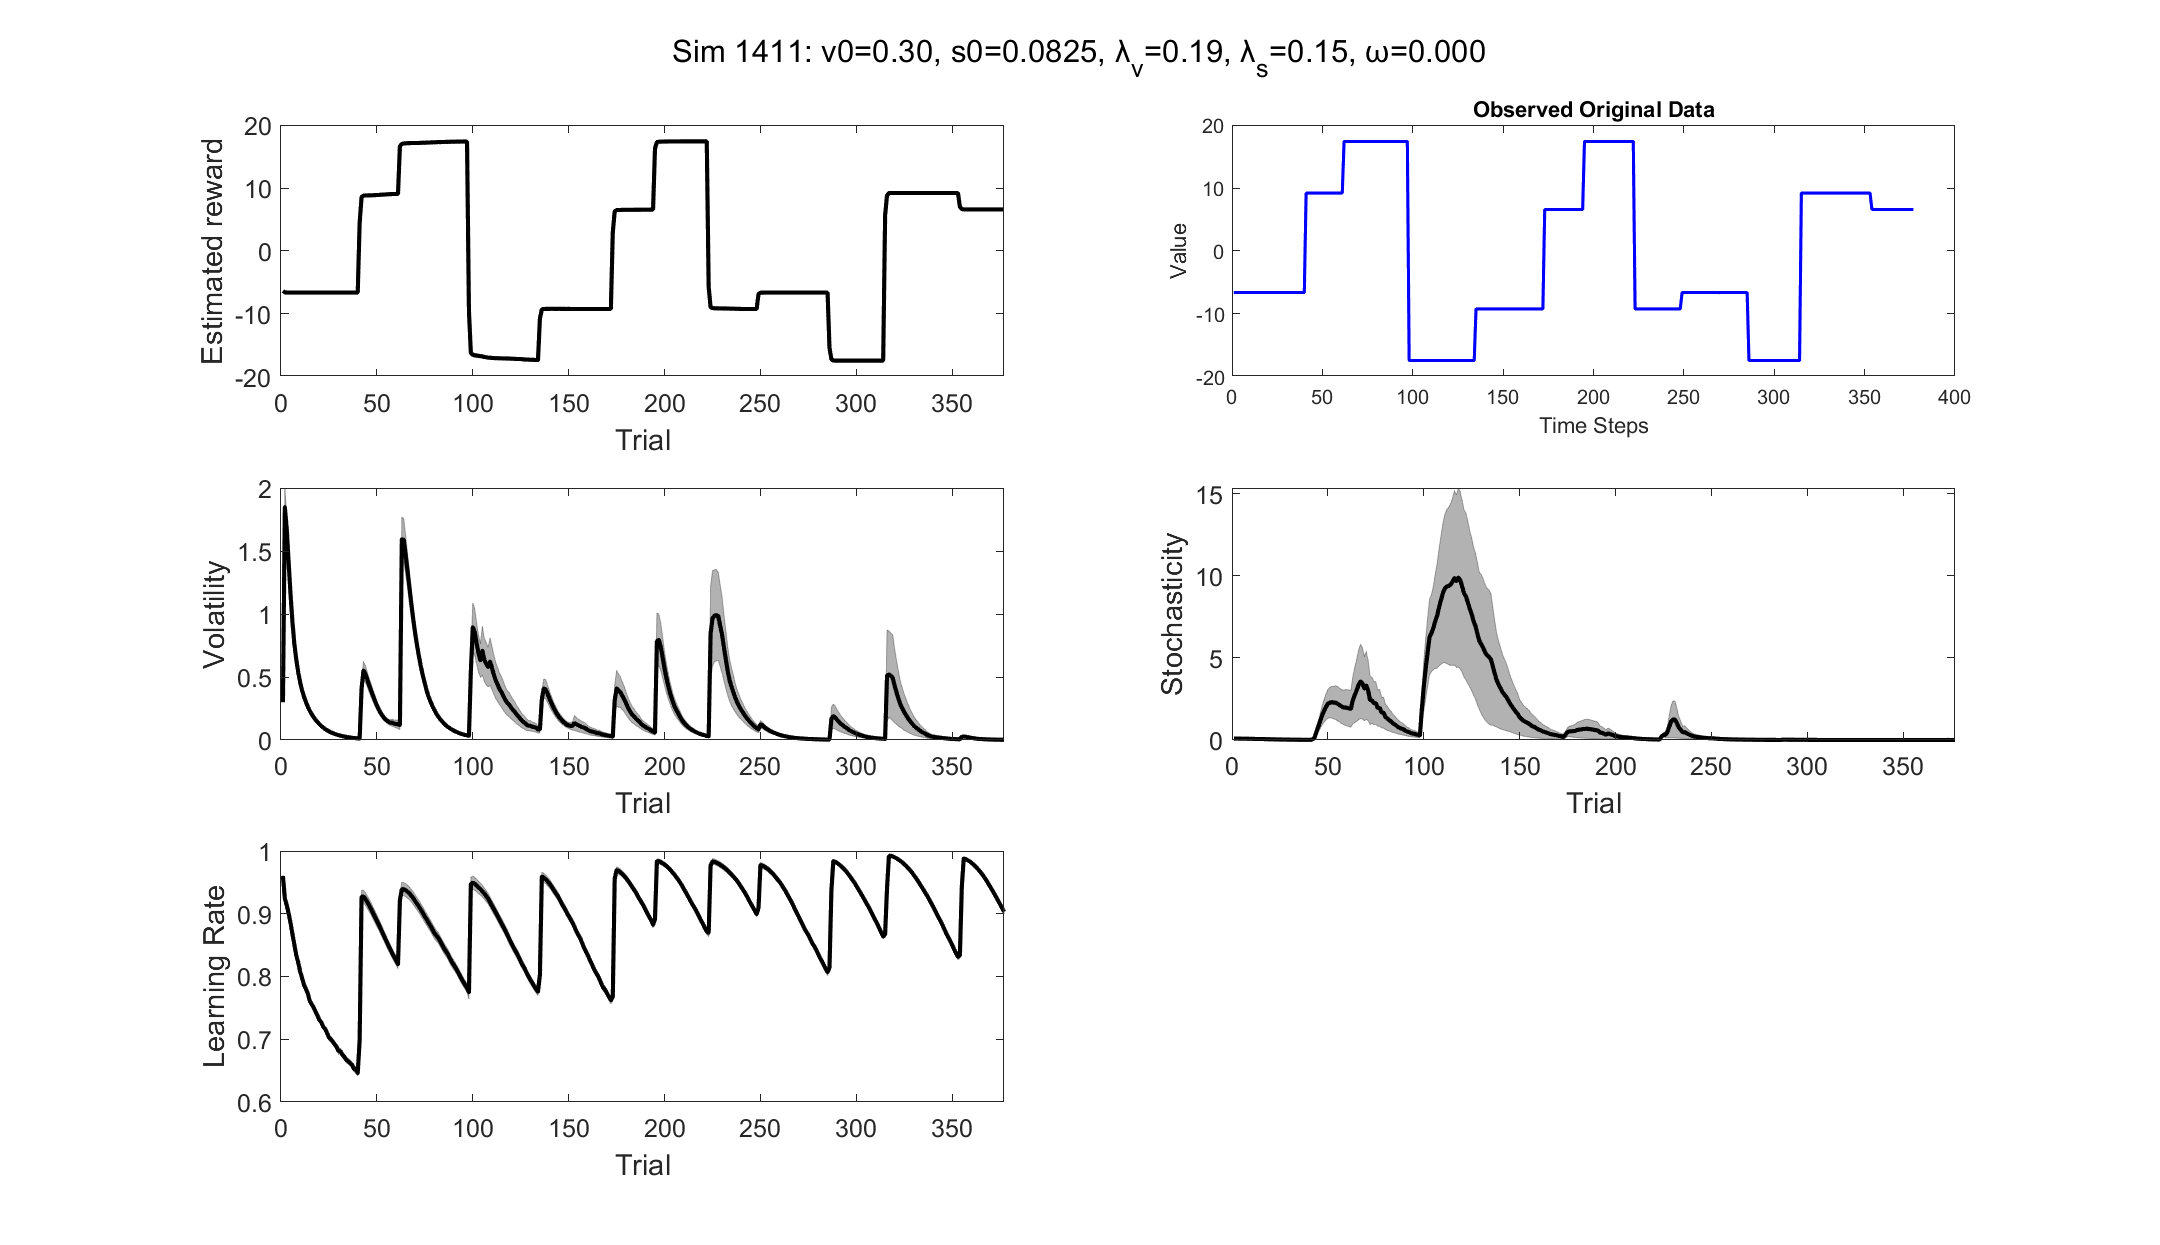 Sim 1411: v0=0.30, s0=0.0825, λv=0.19, λs=0.15, ω=0.000
Estimated reward
20
10
0
-10
-20
0 50 100 150 200 250 300 350
Trial
Observed Original Data
Value
20
10
0
-10
-20
0 50 100 150 200 250 300 350 400
Time Steps
Volatility
2
1.5
1
0.5
0
0 50 100 150 200 250 300 350
Trial
Stochasticity
15
10
5
0
0 50 100 150 200 250 300 350
Trial
Learning Rate
1
0.9
0.8
0.7
0.6
0 50 100 150 200 250 300 350
Trial